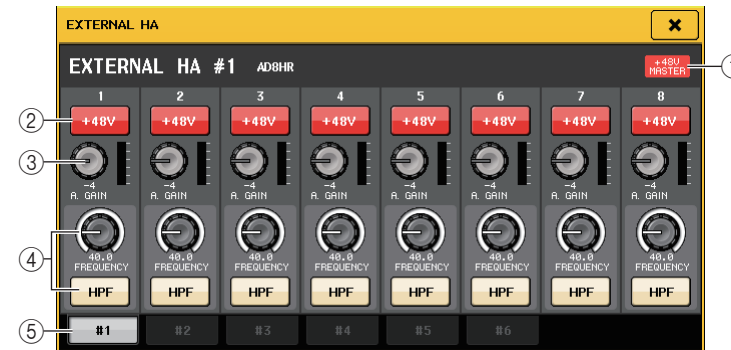 EXTERNAL HA
EXTERNAL HA #1 AD8HR +48V MASTER
1 2 3 4 5 6 7 8
② +48V +48V +48V +48V +48V +48V +48V +48V
③ -4 -4 -4 -4 -4 -4 -4 -4
A. GAIN A. GAIN A. GAIN A. GAIN A. GAIN A. GAIN A. GAIN A. GAIN
④ 40.0 40.0 40.0 40.0 40.0 40.0 40.0 40.0
FREQUENCY FREQUENCY FREQUENCY FREQUENCY FREQUENCY FREQUENCY FREQUENCY FREQUENCY
HPF HPF HPF HPF HPF HPF HPF HPF
⑤ #1 #2 #3 #4 #5 #6